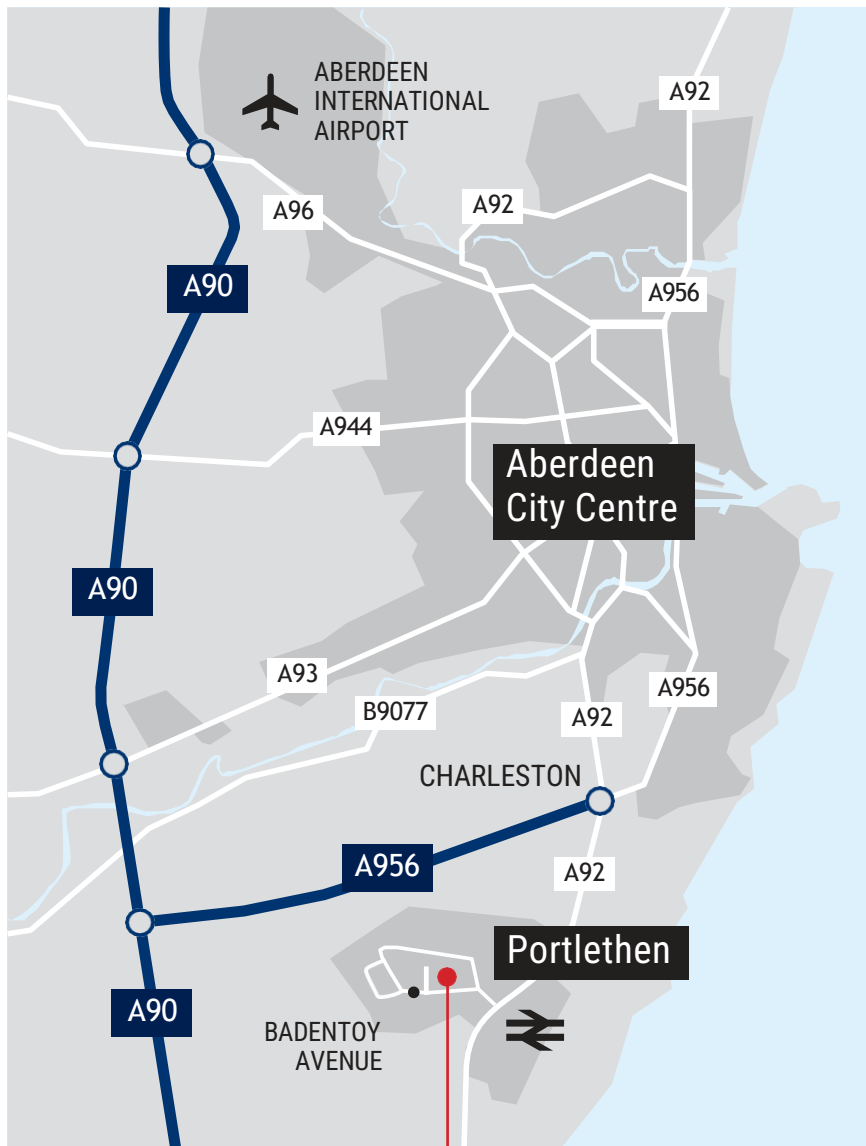 ABERDEEN
INTERNATIONAL
AIRPORT
A92
A96
A92
A90
A956
A944
Aberdeen
City Centre
A90
A93
A956
B9077
A92
CHARLESTON
A956
A92
Portlethen
A90
BADENTOY
AVENUE